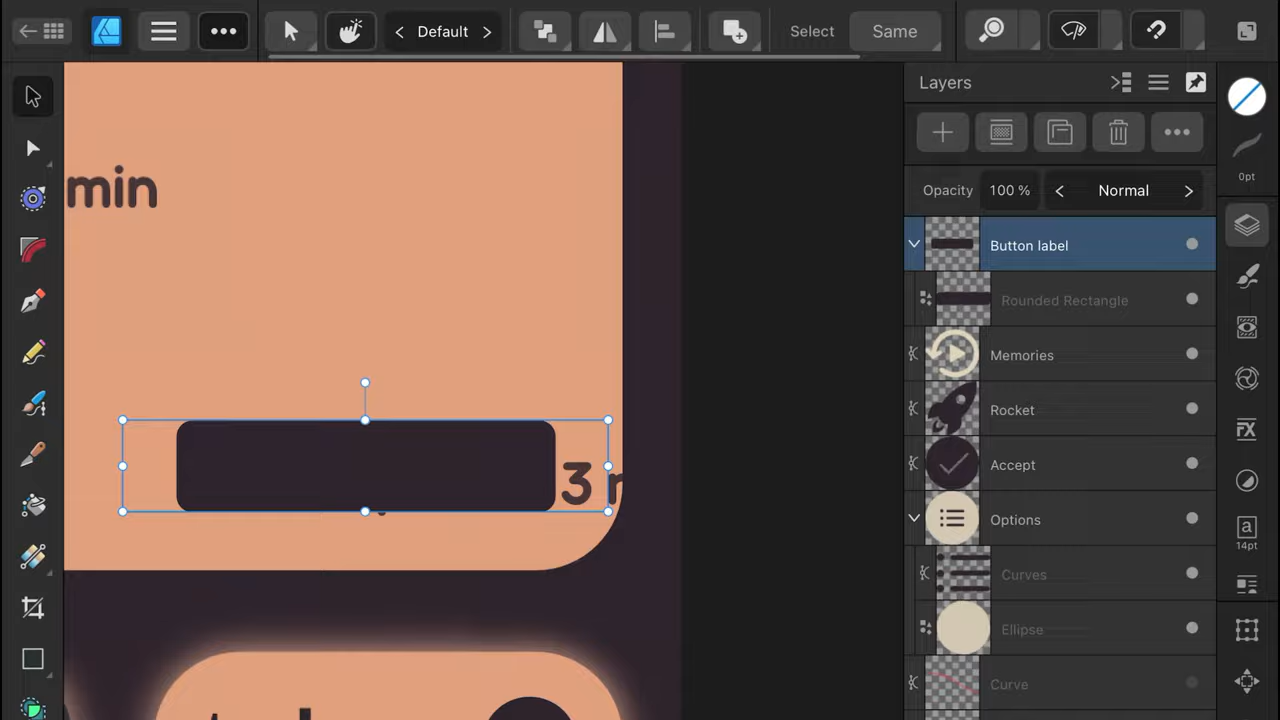 Default
Select
Same
Layers
Opacity
100 %
Normal
0pt
Button label
Rounded Rectangle
Memories
Rocket
Accept
Options
Curves
Ellipse
Curve
FX
a
14pt
min
3